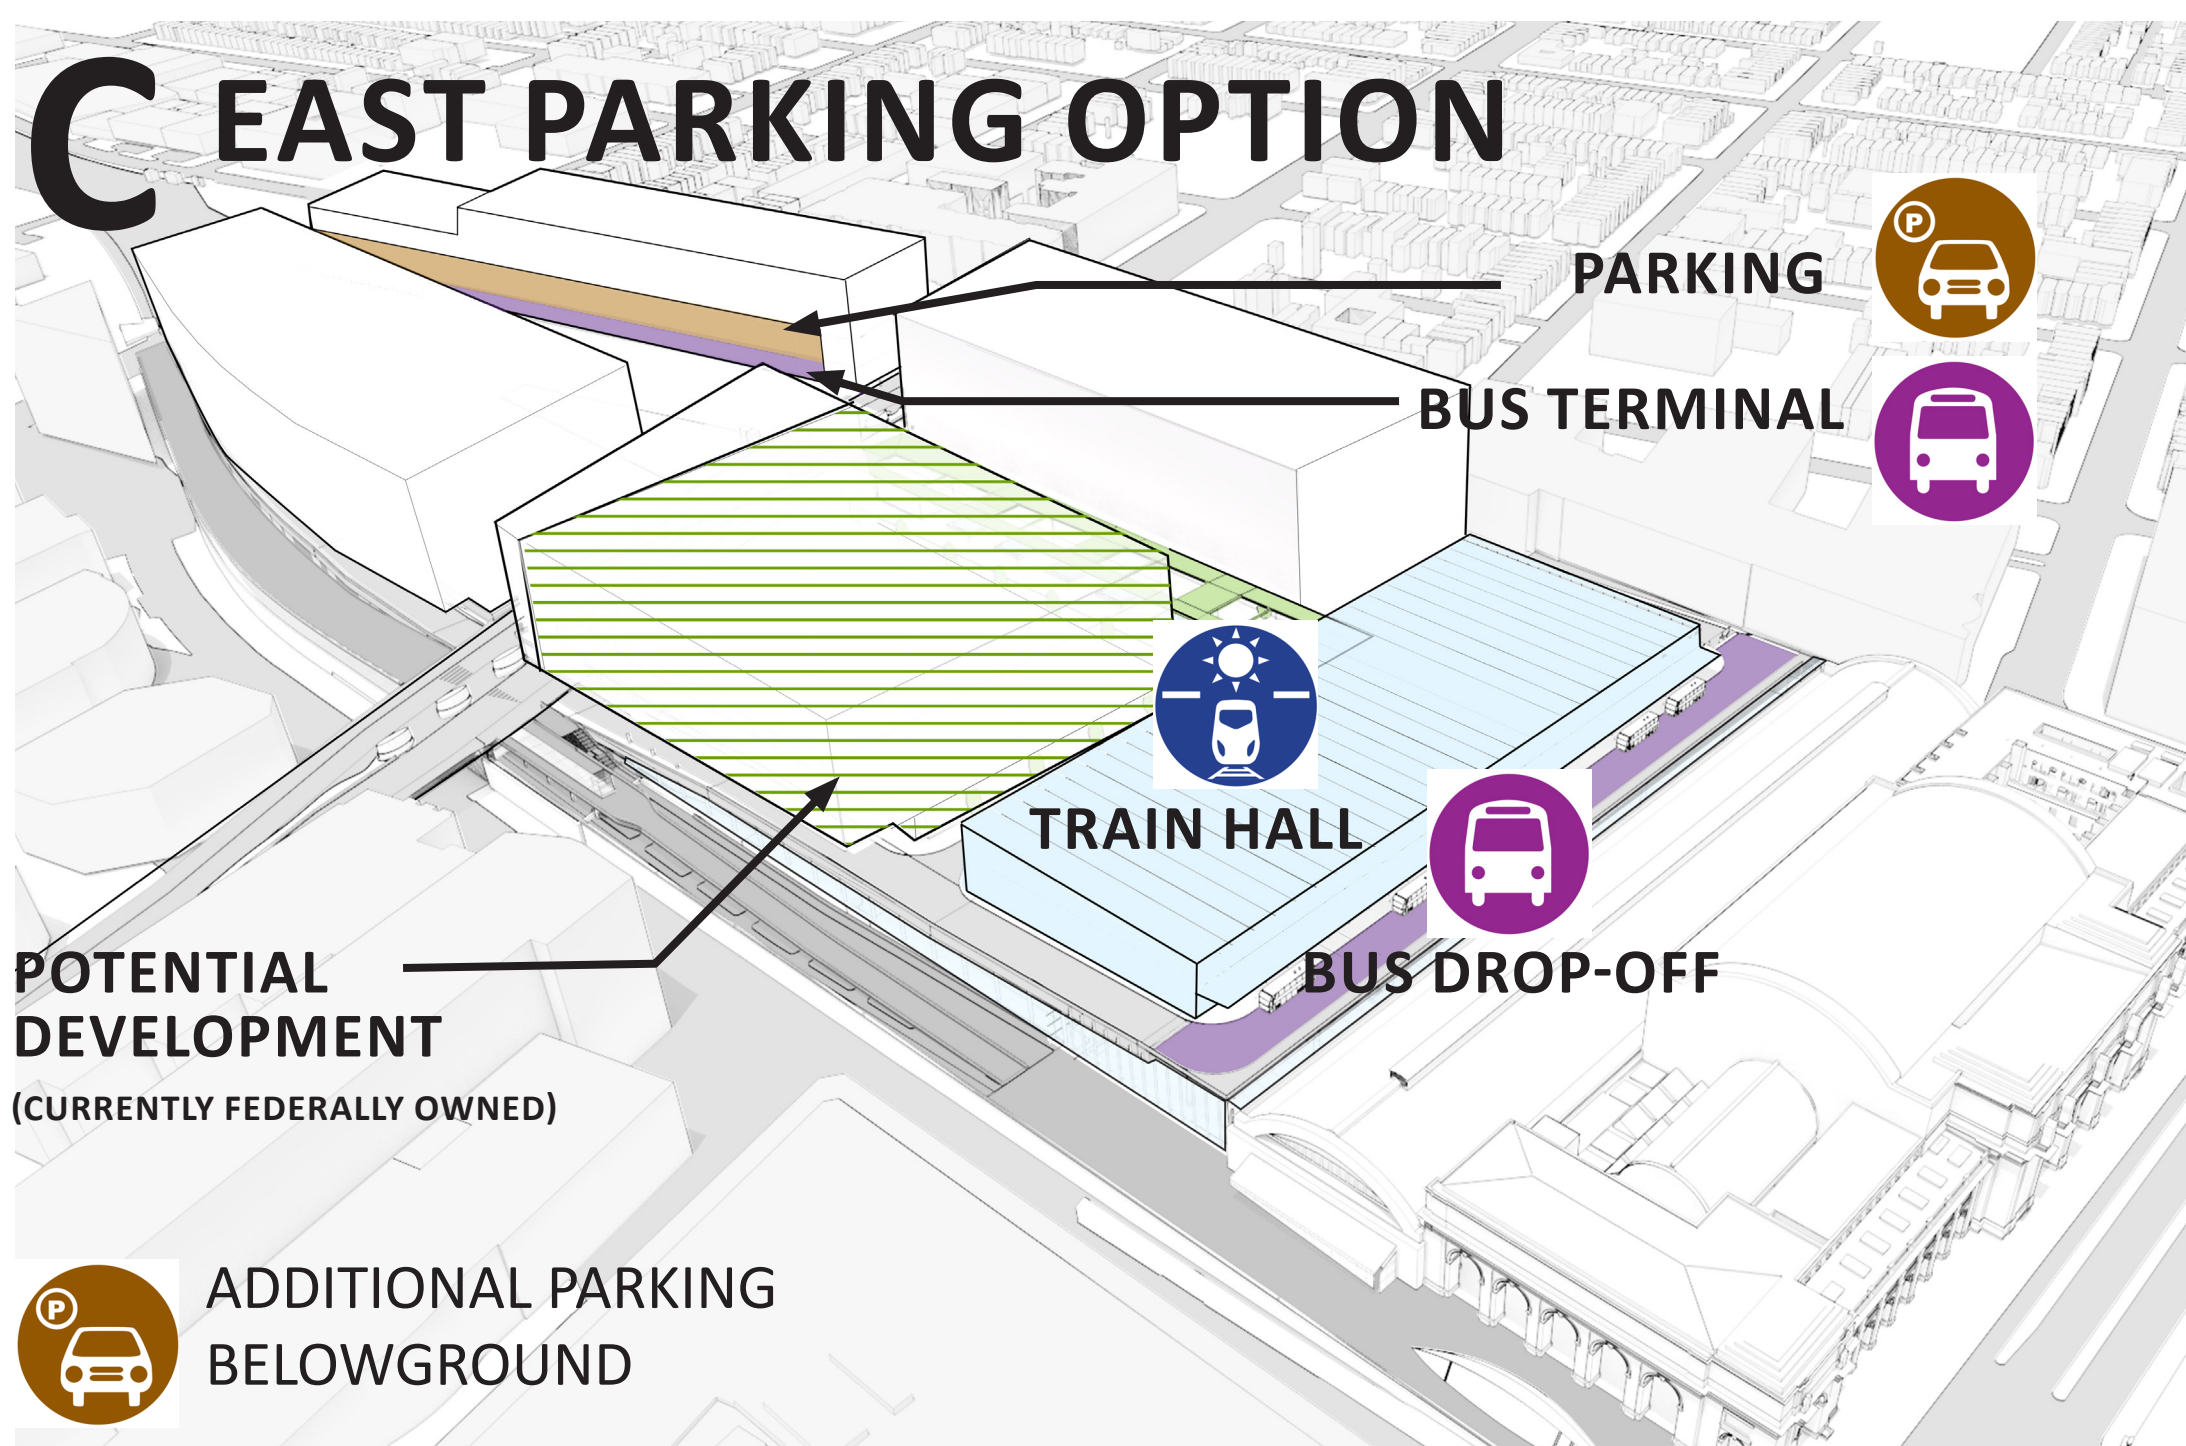 C EAST PARKING OPTION
P
PARKING
BUS TERMINAL
TRAIN HALL
BUS DROP-OFF
POTENTIAL
DEVELOPMENT
(CURRENTLY FEDERALLY OWNED)
P
ADDITIONAL PARKING
BELOWGROUND